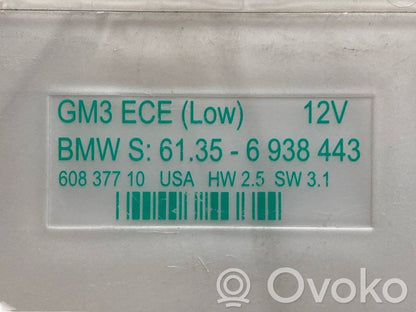 GM3 ECE (Low) 12V
BMW S: 61.35 - 6 938 443
608 377 10 USA HW 2.5 SW 3.1
Ovoko